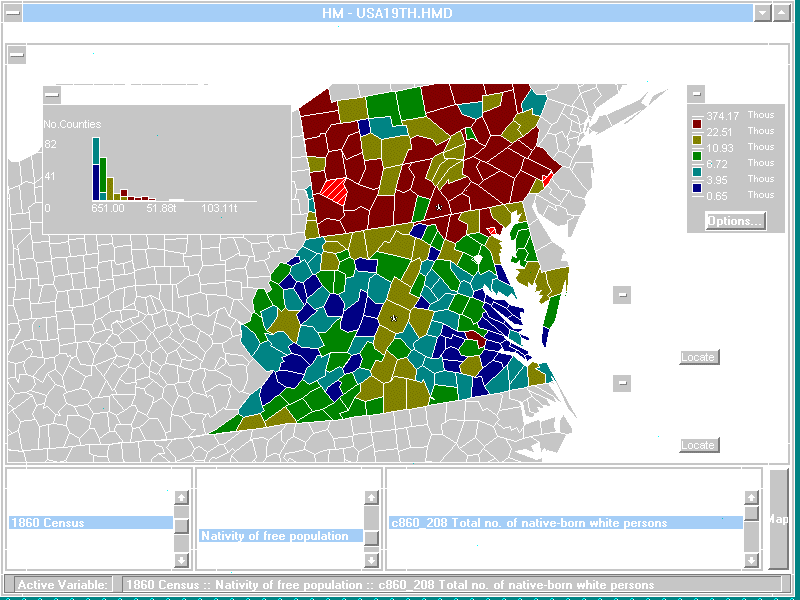 HM - USA19TH.HMD
No.Counties
82
41
0
651.00 51.88t 103.11t
374.17 Thous
22.51 Thous
10.93 Thous
6.72 Thous
3.95 Thous
0.65 Thous
Options...
Locate
Locate
1860 Census
Nativity of free population
c860_208 Total no. of native-born white persons
Map
Active Variable:
1860 Census :: Nativity of free population :: c860_208 Total no. of native-born white persons